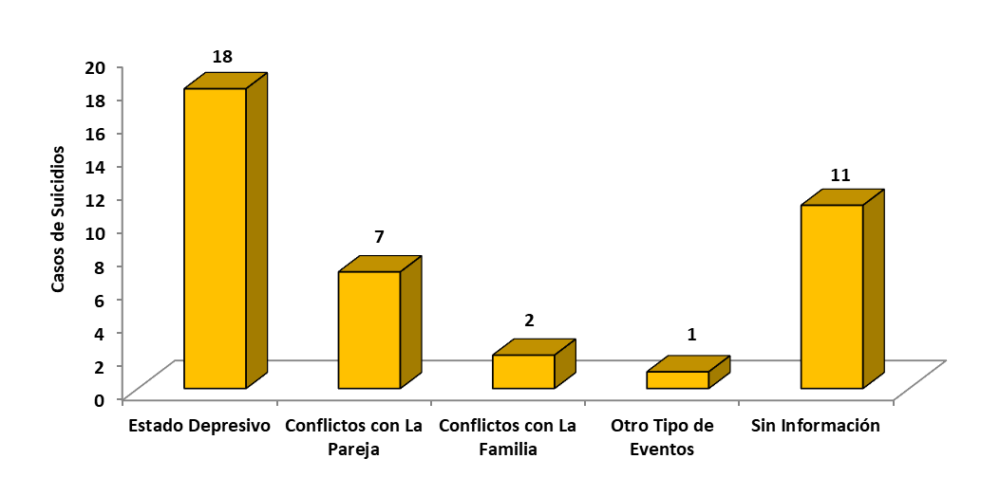 Casos de Suicidios
20
18
16
14
12
10
8
6
4
2
0
18
7
2
1
11
Estado Depresivo
Conflictos con La
Pareja
Conflictos con La
Familia
Otro Tipo de
Eventos
Sin Información